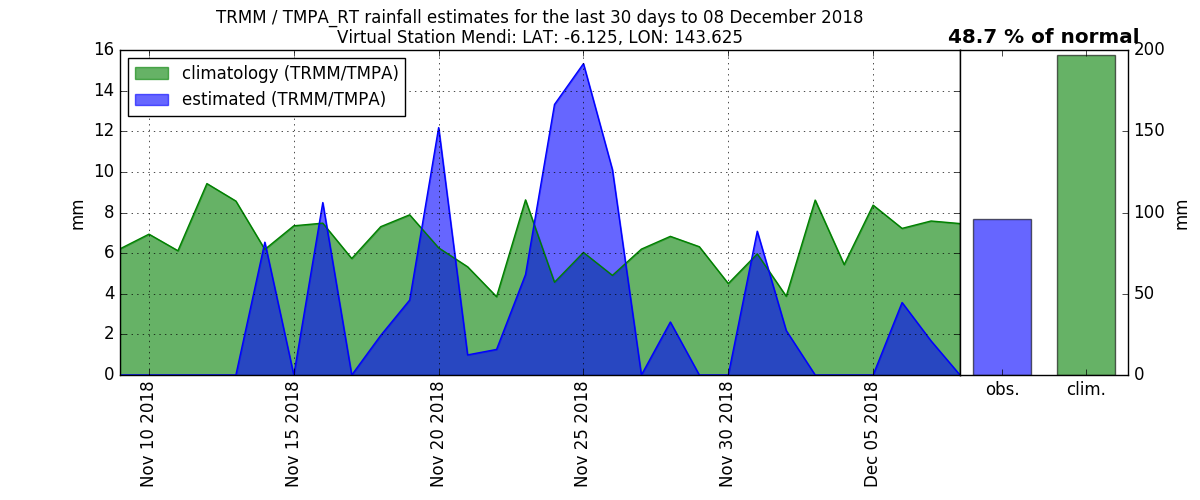 TRMM / TMPA_RT rainfall estimates for the last 30 days to 08 December 2018
Virtual Station Mendi: LAT: -6.125, LON: 143.625
48.7 % of normal
climatology (TRMM/TMPA)
estimated (TRMM/TMPA)
mm
16
14
12
10
8
6
4
2
0
Nov 10 2018
Nov 15 2018
Nov 20 2018
Nov 25 2018
Nov 30 2018
Dec 05 2018
200
150
100
50
0
mm
obs.
clim.